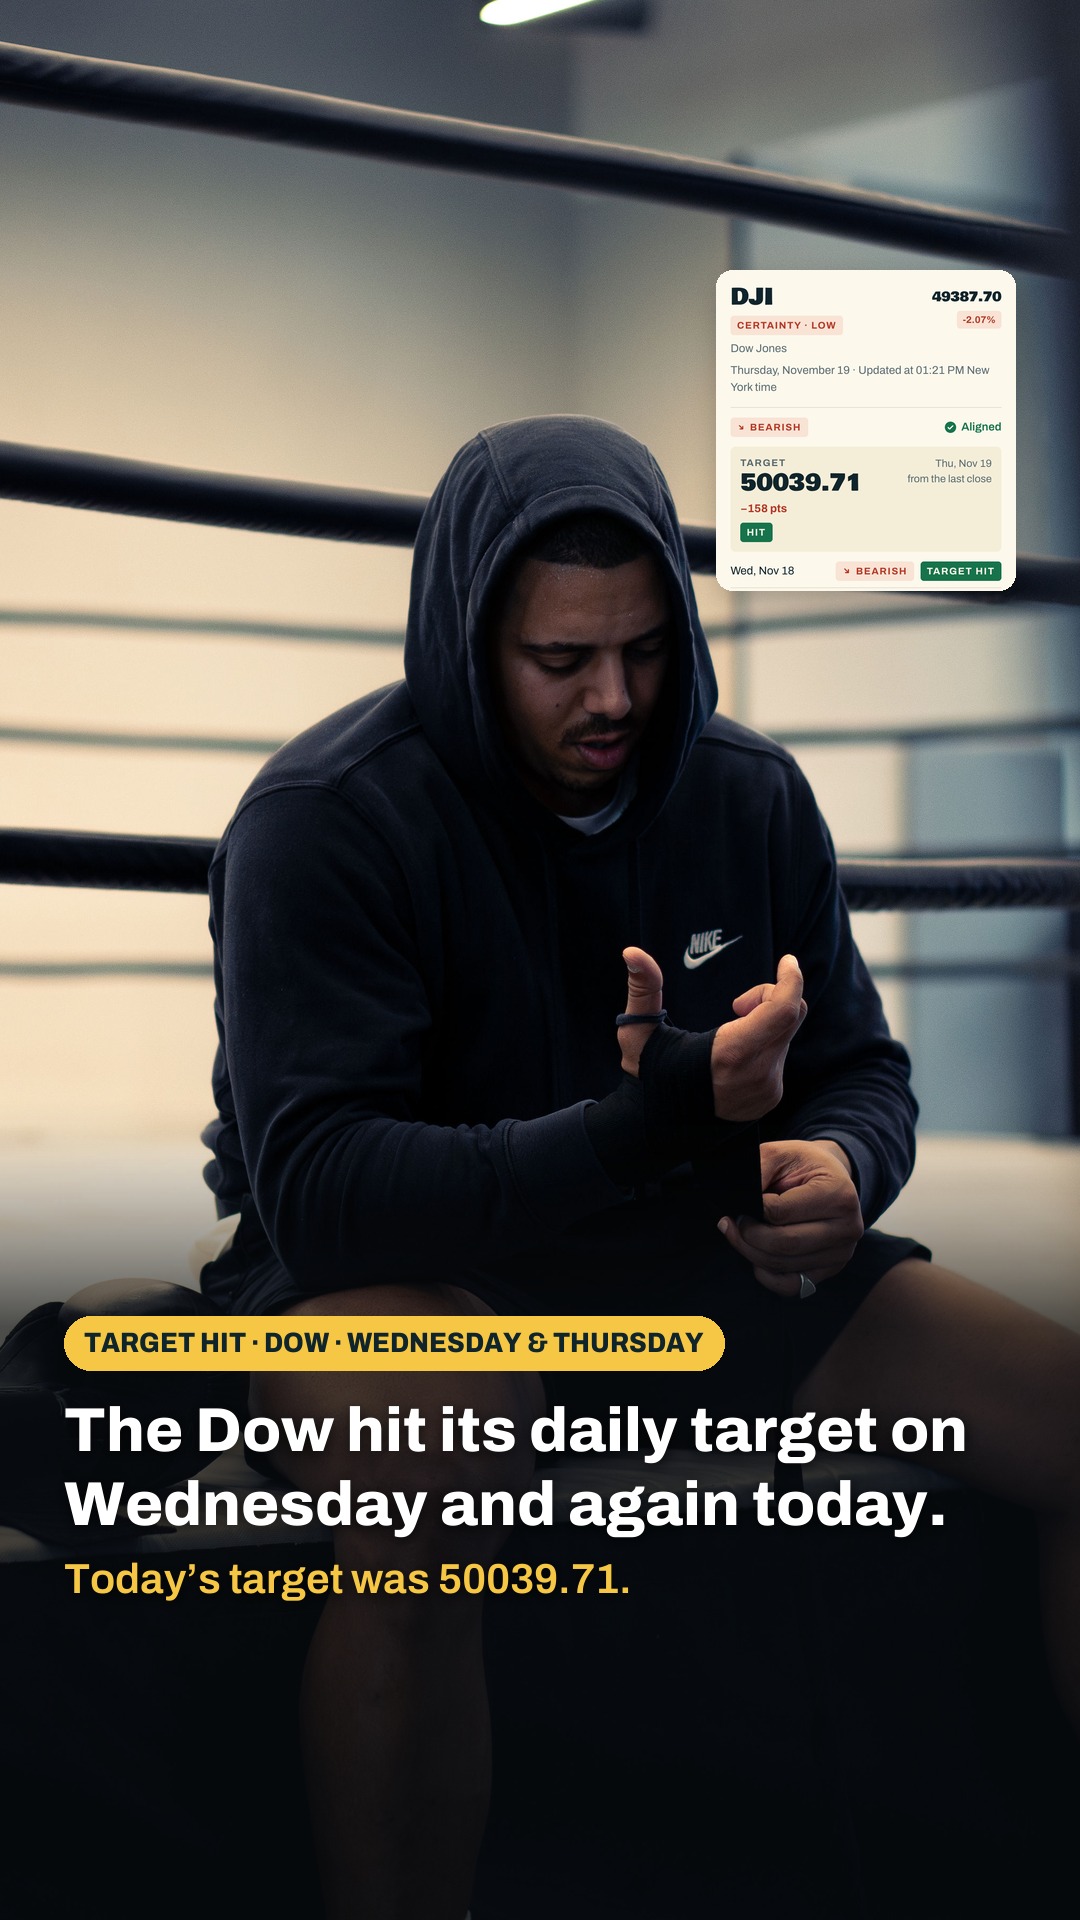 DJI
49387.70
CERTAINTY · LOW
-2.07%
Dow Jones
Thursday, November 19 · Updated at 01:21 PM New
York time
↘ BEARISH
Aligned
TARGET
Thu, Nov 19
50039.71
from the last close
−158 pts
HIT
Wed, Nov 18
↘ BEARISH
TARGET HIT
NIKE
TARGET HIT · DOW · WEDNESDAY & THURSDAY
The Dow hit its daily target on
Wednesday and again today.
Today’s target was 50039.71.